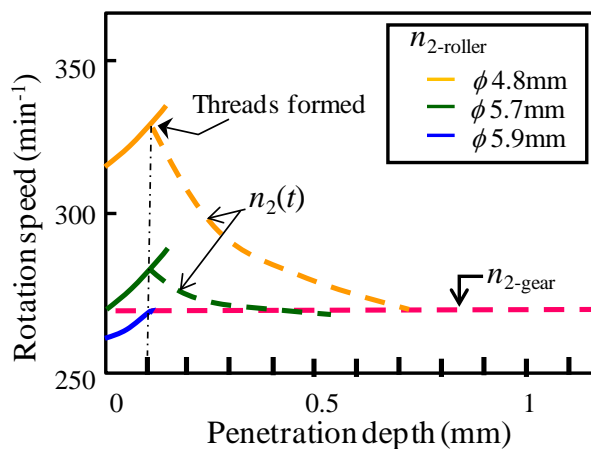 n2-roller
ϕ4.8mm
ϕ5.7mm
ϕ5.9mm
350
300
250
Rotation speed (min-1)
Threads formed
n2(t)
n2-gear
0
0.5
1
Penetration depth (mm)